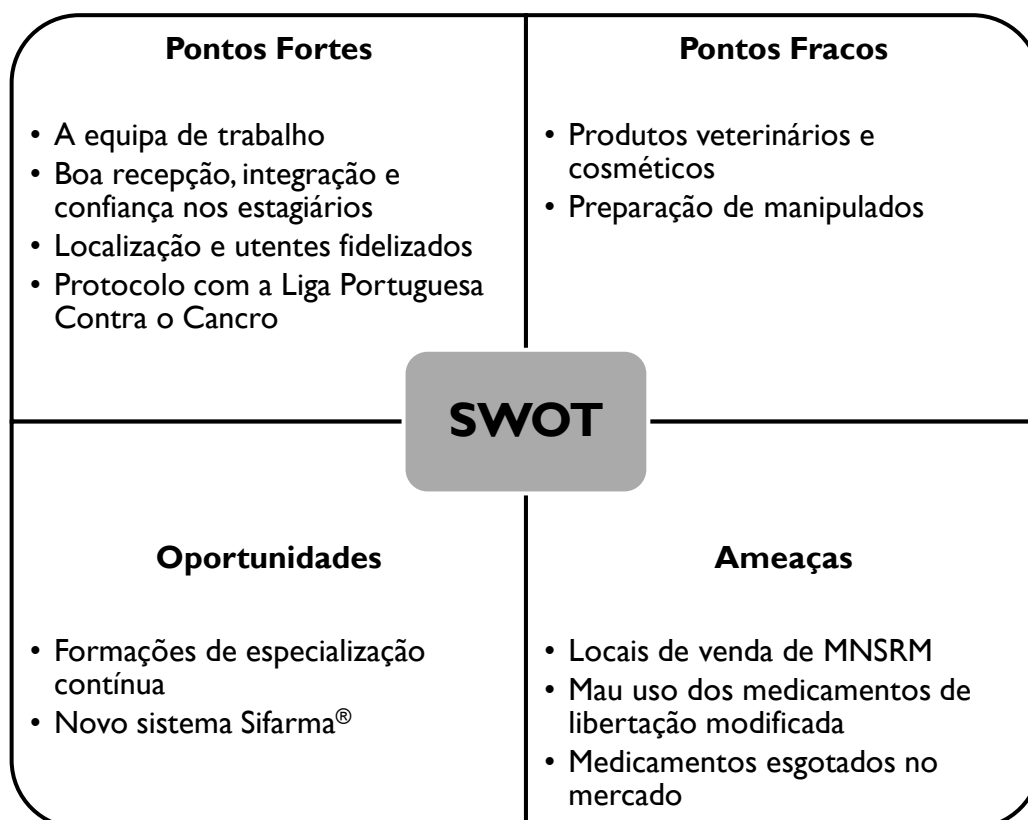 Pontos Fortes
• A equipa de trabalho
• Boa recepção, integração e
confiança nos estagiários
• Localização e utentes fidelizados
• Protocolo com a Liga Portuguesa
Contra o Cancro
Pontos Fracos
• Produtos veterinários e
cosméticos
• Preparação de manipulados
SWOT
Oportunidades
• Formações de especialização
contínua
• Novo sistema Sifarma®
Ameaças
• Locais de venda de MNSRM
• Mau uso dos medicamentos de
libertação modificada
• Medicamentos esgotados no
mercado